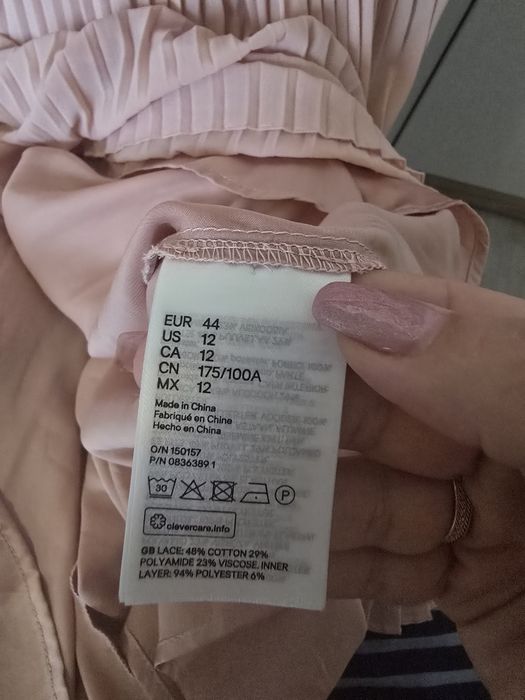 EUR 44
US 12
CA 12
CN 175/100A
MX 12
Made in China
Fabriqué en Chine
Hecho en China
O/N 150157
P/N 0836389 1
30
P
clevercare.info
GB LACE: 48% COTTON 29%
POLYAMIDE 23% VISCOSE. INNER
LAYER: 94% POLYESTER 6%